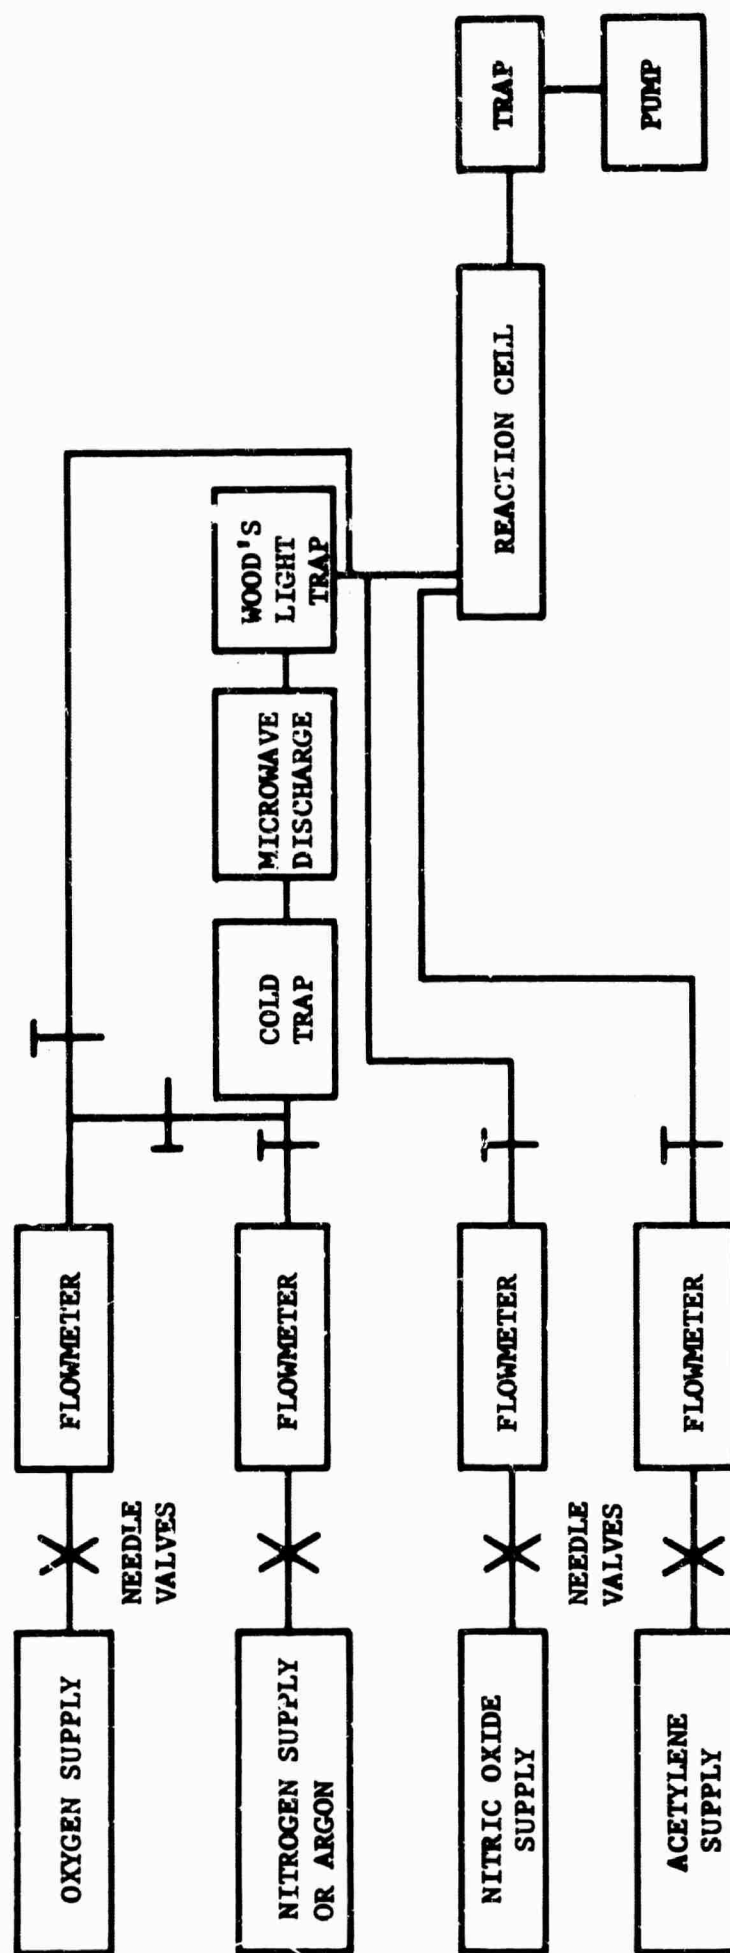 OXYGEN SUPPLY
NEEDLE
VALVES
FLOWMETER
NITROGEN SUPPLY
OR ARGON
FLOWMETER
COLD
TRAP
MICROWAVE
DISCHARGE
WOOD'S
LIGHT
TRAP
NITRIC OXIDE
SUPPLY
NEEDLE
VALVES
FLOWMETER
REACTION CELL
TRAP
PUMP
ACETYLENE
SUPPLY
FLOWMETER